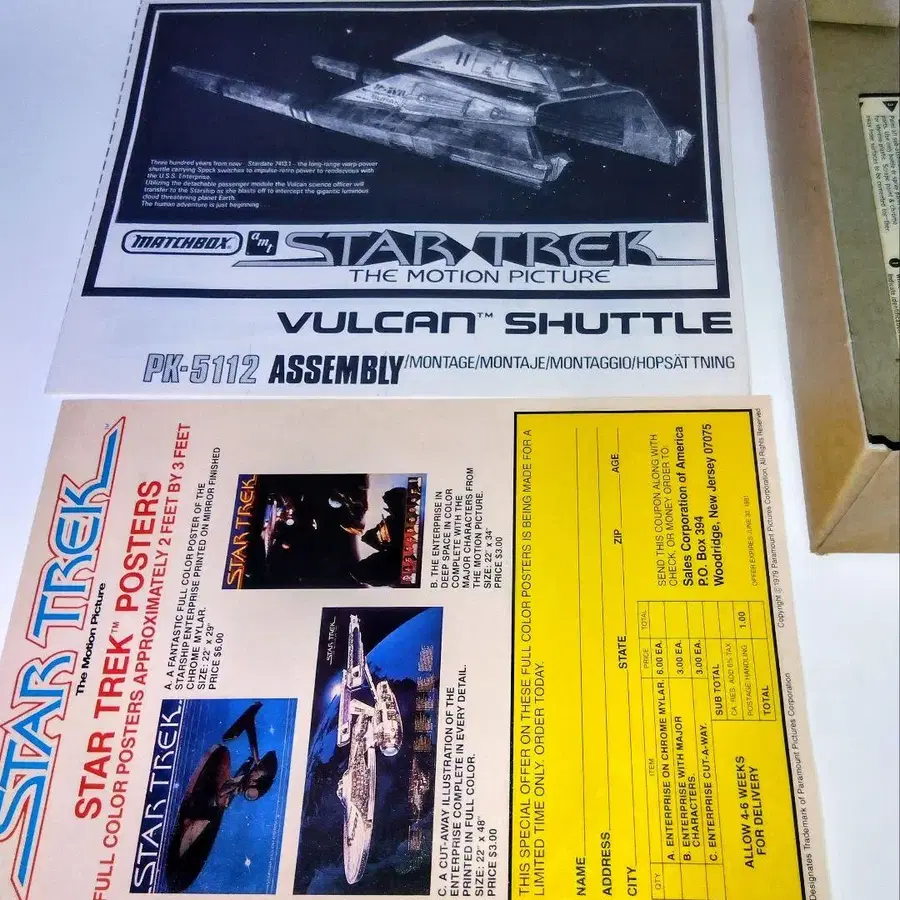 Three hundred years from now Stardate 7413.1 - the long-range warp-power
shuttle carrying Spock switches to impulse-retro power to rendezvous with
the U.S.S. Enterprise.
Utilizing the detachable passenger module the Vulcan science officer will
transfer to the Starship as she blasts off to intercept the gigantic luminous
cloud threatening planet Earth.
The human adventure is just beginning
MATCHBOX
amt
STAR TREK
THE MOTION PICTURE
VULCAN™ SHUTTLE
PK-5112 ASSEMBLY/MONTAGE/MONTAJE/MONTAGGIO/HOPSÄTTNING
STAR TREK™
The Motion Picture
STAR TREK™ POSTERS
FULL COLOR POSTERS APPROXIMATELY 2 FEET BY 3 FEET
A. A FANTASTIC FULL COLOR POSTER OF THE
STARSHIP ENTERPRISE PRINTED ON MIRROR FINISHED
CHROME MYLAR.
SIZE: 22" X 29"
PRICE $6.00
STAR TREK
B. THE ENTERPRISE IN
DEEP SPACE IN COLOR
COMPLETE WITH THE
MAJOR CHARACTERS FROM
THE MOTION PICTURE.
SIZE: 22" X 34"
PRICE $3.00
STAR TREK
C. A CUT-AWAY ILLUSTRATION OF THE
ENTERPRISE COMPLETE IN EVERY DETAIL.
PRINTED IN FULL COLOR.
SIZE: 22" x 48"
PRICE $3.00
STAR TREK
THIS SPECIAL OFFER ON THESE FULL COLOR POSTERS IS BEING MADE FOR A
LIMITED TIME ONLY. ORDER TODAY.
NAME
ADDRESS AGE
CITY STATE ZIP
QTY ITEM PRICE TOTAL
A. ENTERPRISE ON CHROME MYLAR. 6.00 EA.
B. ENTERPRISE WITH MAJOR 3.00 EA.
CHARACTERS.
C. ENTERPRISE CUT-A-WAY. 3.00 EA.
SUB TOTAL
CA. RES. ADD 6% TAX
POSTAGE HANDLING 1.00
TOTAL
ALLOW 4-6 WEEKS
FOR DELIVERY
SEND THIS COUPON ALONG WITH
CHECK OR MONEY ORDER TO:
Sales Corporation of America
P.O. Box 394
Woodridge, New Jersey 07075
OFFER EXPIRES JUNE 30, 1981
Designates Trademark of Paramount Pictures Corporation
Copyright © 1979 Paramount Pictures Corporation, All Rights Reserved